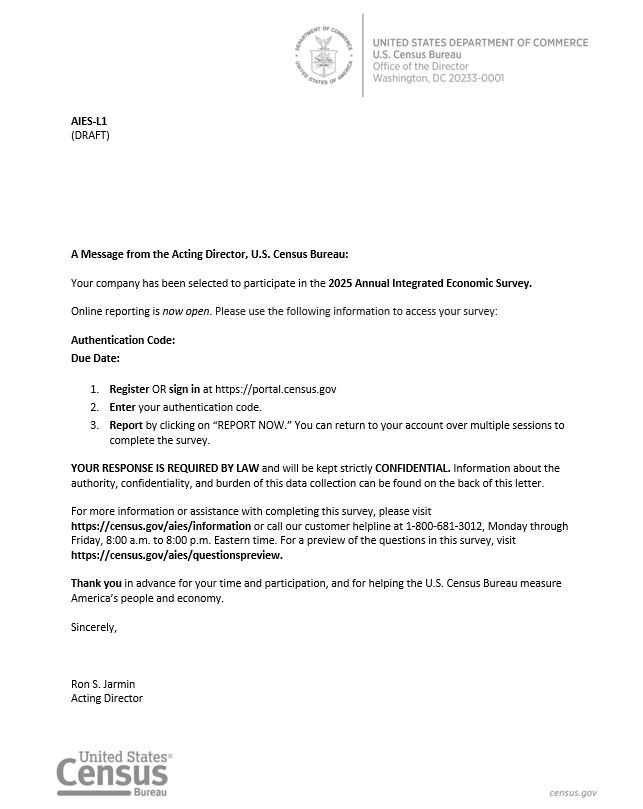 DEPARTMENT OF COMMERCE
UNITED STATES OF AMERICA
UNITED STATES DEPARTMENT OF COMMERCE
U.S. Census Bureau
Office of the Director
Washington, DC 20233-0001
AIES-L1
(DRAFT)
A Message from the Acting Director, U.S. Census Bureau:
Your company has been selected to participate in the 2025 Annual Integrated Economic Survey.
Online reporting is now open. Please use the following information to access your survey:
Authentication Code:
Due Date:
1. Register OR sign in at https://portal.census.gov
2. Enter your authentication code.
3. Report by clicking on “REPORT NOW.” You can return to your account over multiple sessions to
complete the survey.
YOUR RESPONSE IS REQUIRED BY LAW and will be kept strictly CONFIDENTIAL. Information about the
authority, confidentiality, and burden of this data collection can be found on the back of this letter.
For more information or assistance with completing this survey, please visit
https://census.gov/aies/information or call our customer helpline at 1-800-681-3012, Monday through
Friday, 8:00 a.m. to 8:00 p.m. Eastern time. For a preview of the questions in this survey, visit
https://census.gov/aies/questionspreview.
Thank you in advance for your time and participation, and for helping the U.S. Census Bureau measure
America’s people and economy.
Sincerely,
Ron S. Jarmin
Acting Director
United States®
Census
Bureau
census.gov